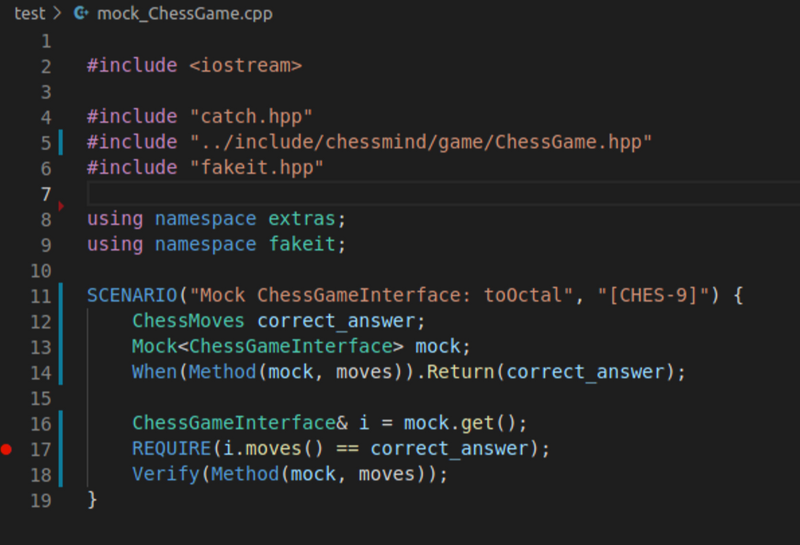 test > mock_ChessGame.cpp
1
2 #include <iostream>
3
4 #include "catch.hpp"
5 #include "../include/chessmind/game/ChessGame.hpp"
6 #include "fakeit.hpp"
7
8 using namespace extras;
9 using namespace fakeit;
10
11 SCENARIO("Mock ChessGameInterface: toOctal", "[CHES-9]") {
12     ChessMoves correct_answer;
13     Mock<ChessGameInterface> mock;
14     When(Method(mock, moves)).Return(correct_answer);
15
16     ChessGameInterface& i = mock.get();
17     REQUIRE(i.moves() == correct_answer);
18     Verify(Method(mock, moves));
19 }